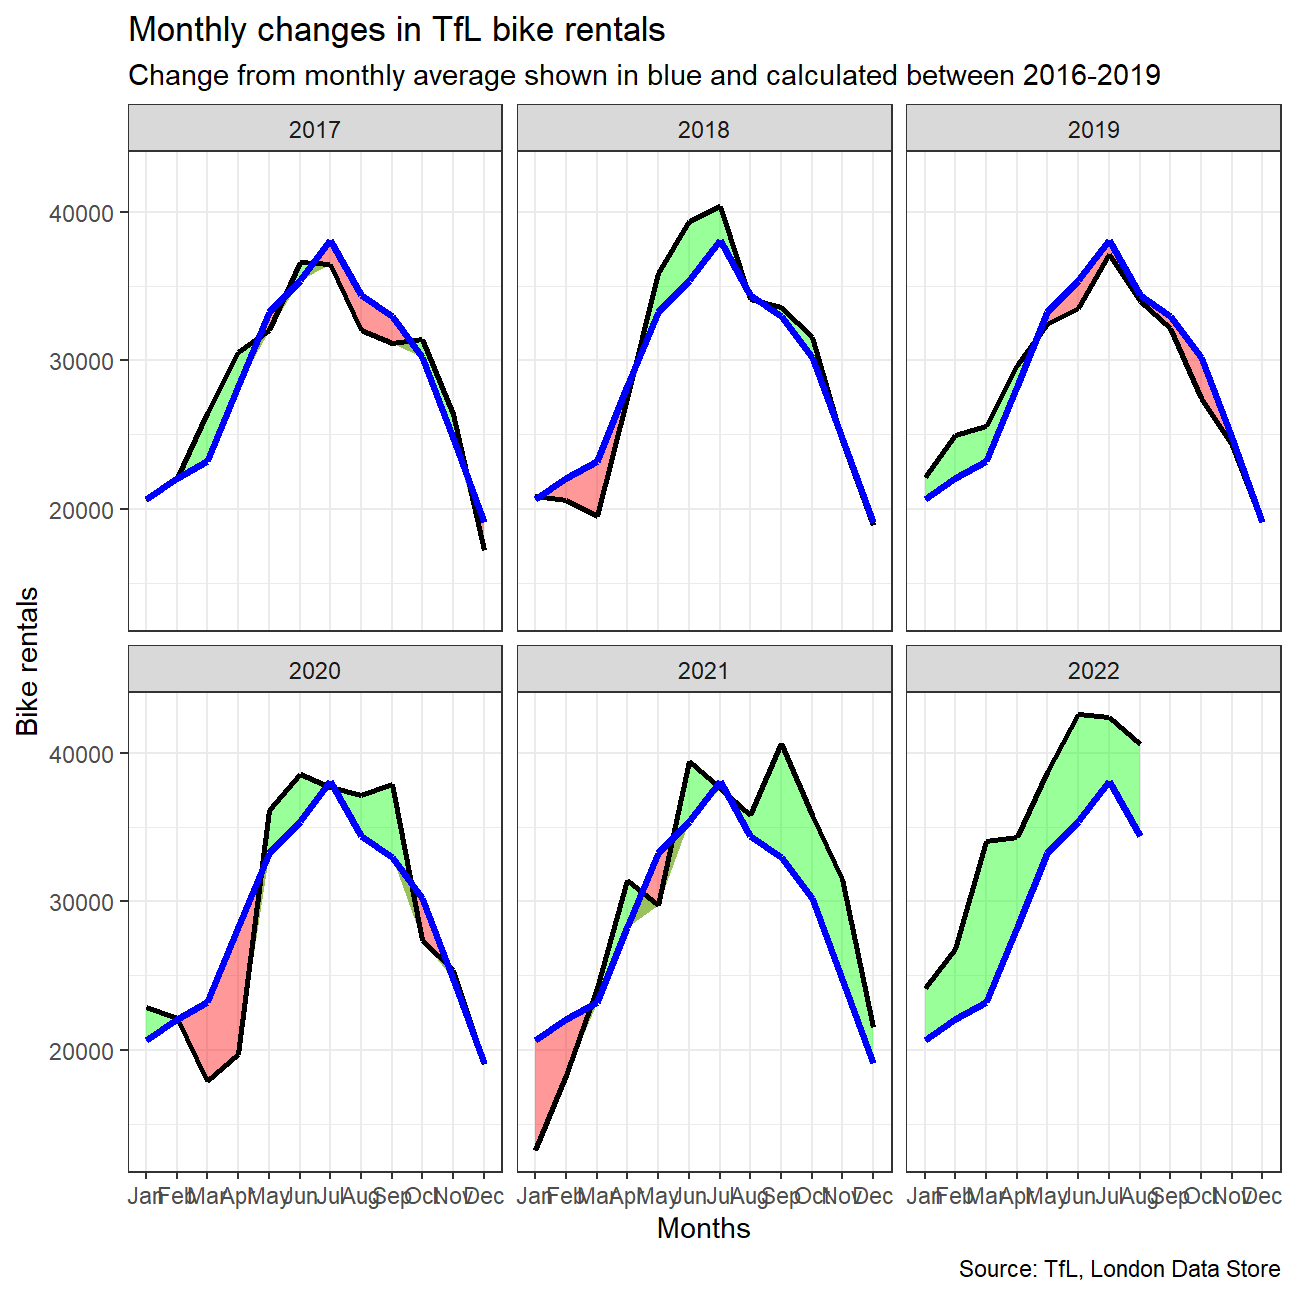 Monthly changes in TfL bike rentals
Change from monthly average shown in blue and calculated between 2016-2019
2017 2018 2019
40000
30000
20000
Bike rentals
2020 2021 2022
40000
30000
20000
Jan Feb Mar Apr May Jun Jul Aug Sep Oct Nov Dec Jan Feb Mar Apr May Jun Jul Aug Sep Oct Nov Dec Jan Feb Mar Apr May Jun Jul Aug Sep Oct Nov Dec
Months
Source: TfL, London Data Store